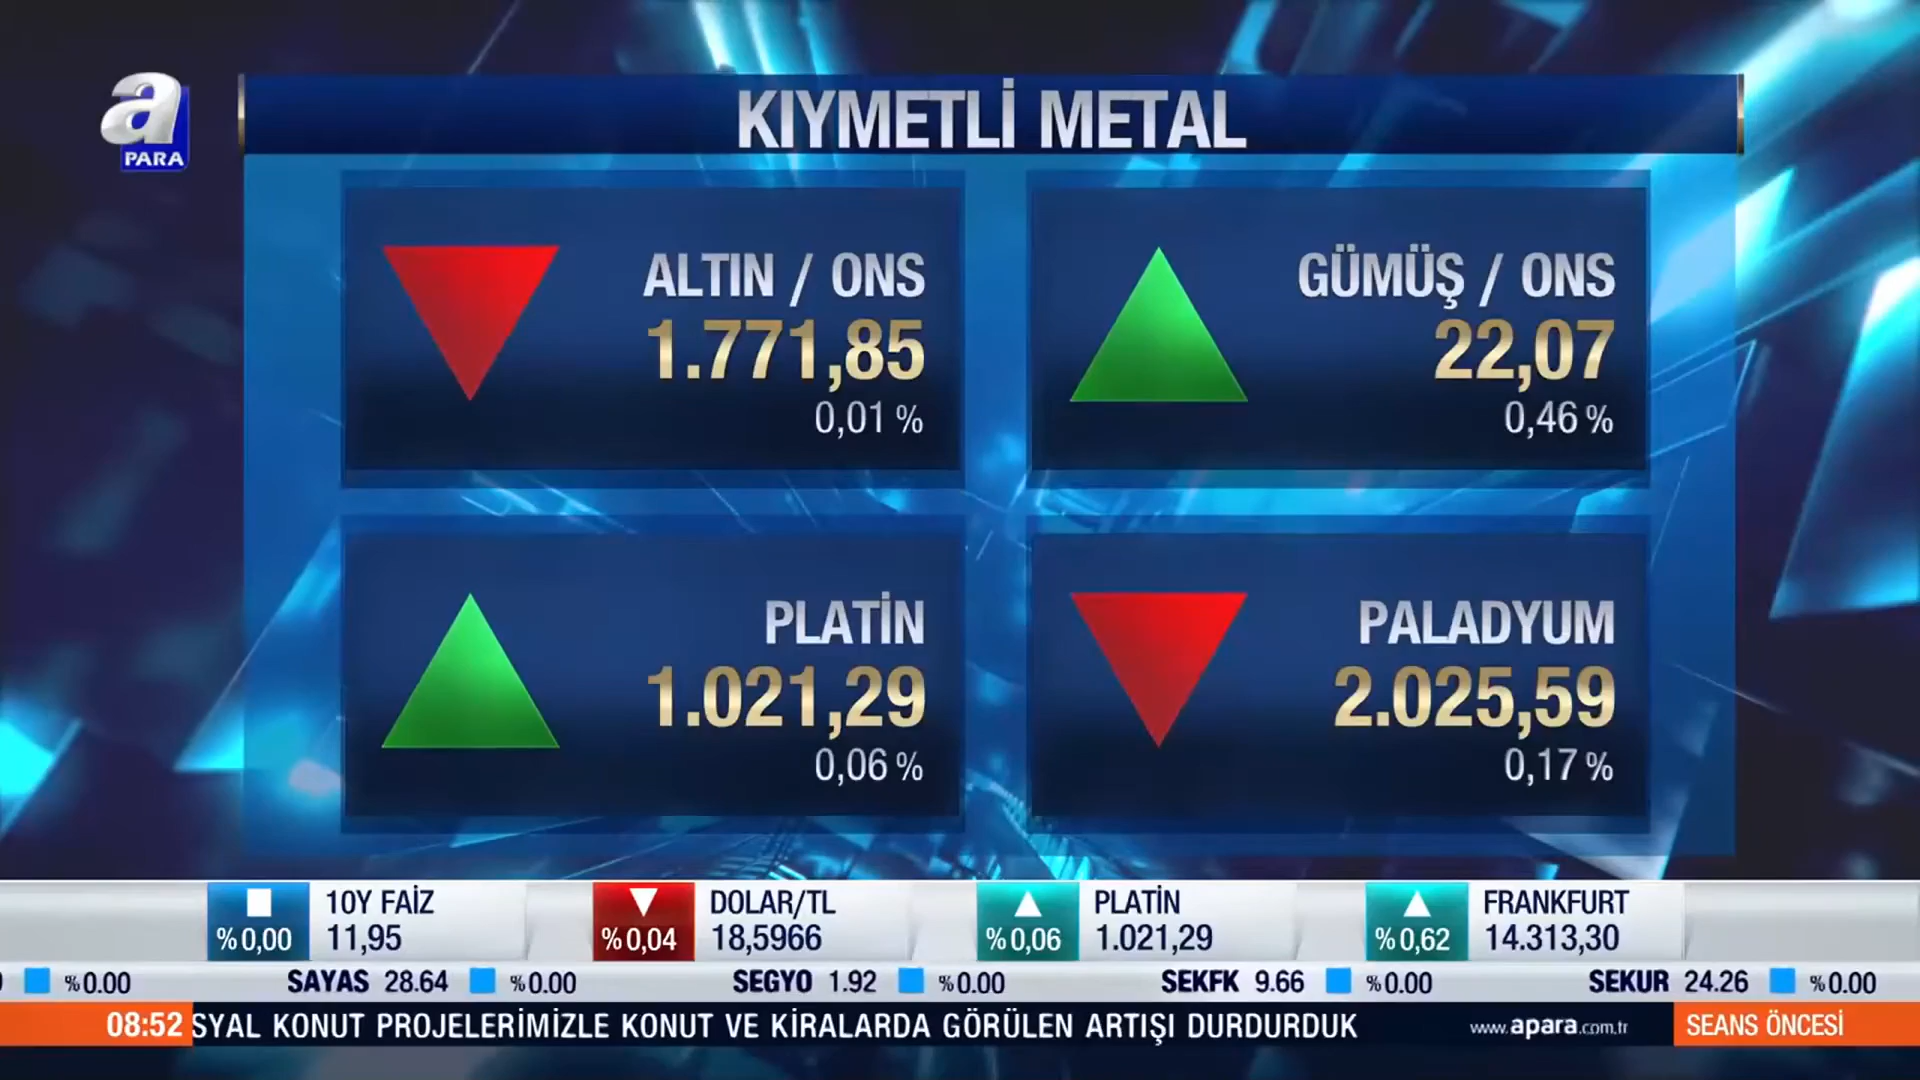 a
PARA
KIYMETLİ METAL
ALTIN / ONS
1.771,85
0,01 %
GÜMÜŞ / ONS
22,07
0,46 %
PLATİN
1.021,29
0,06 %
PALADYUM
2.025,59
0,17 %
%0,00
10Y FAİZ
11,95
%0,04
DOLAR/TL
18,5966
%0,06
PLATİN
1.021,29
%0,62
FRANKFURT
14.313,30
%0.00 SAYAS 28.64 %0.00 SEGYO 1.92 %0.00 SEKFK 9.66 %0.00 SEKUR 24.26 %0.00
08:52 SYAL KONUT PROJELERİMİZLE KONUT VE KİRALARDA GÖRÜLEN ARTIŞI DURDURDUK www.apara.com.tr SEANS ÖNCESİ